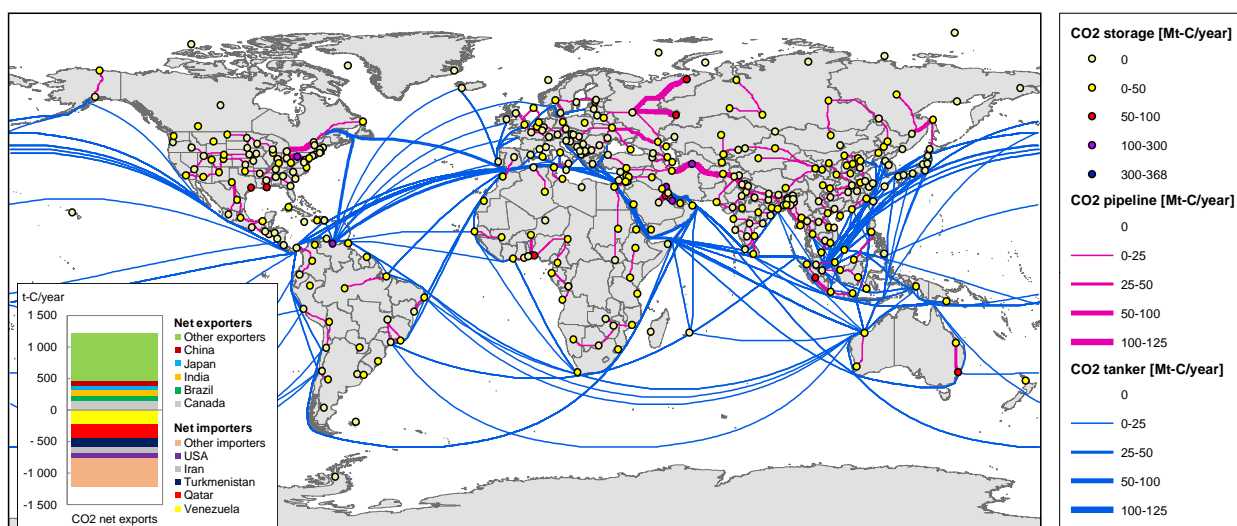 t-C/year
1 500
1 000
500
0
-500
-1 000
-1 500
CO2 net exports
Net exporters
Other exporters
China
Japan
India
Brazil
Canada
Net importers
Other importers
USA
Iran
Turkmenistan
Qatar
Venezuela
CO2 storage [Mt-C/year]
0
0-50
50-100
100-300
300-368
CO2 pipeline [Mt-C/year]
0
0-25
25-50
50-100
100-125
CO2 tanker [Mt-C/year]
0
0-25
25-50
50-100
100-125